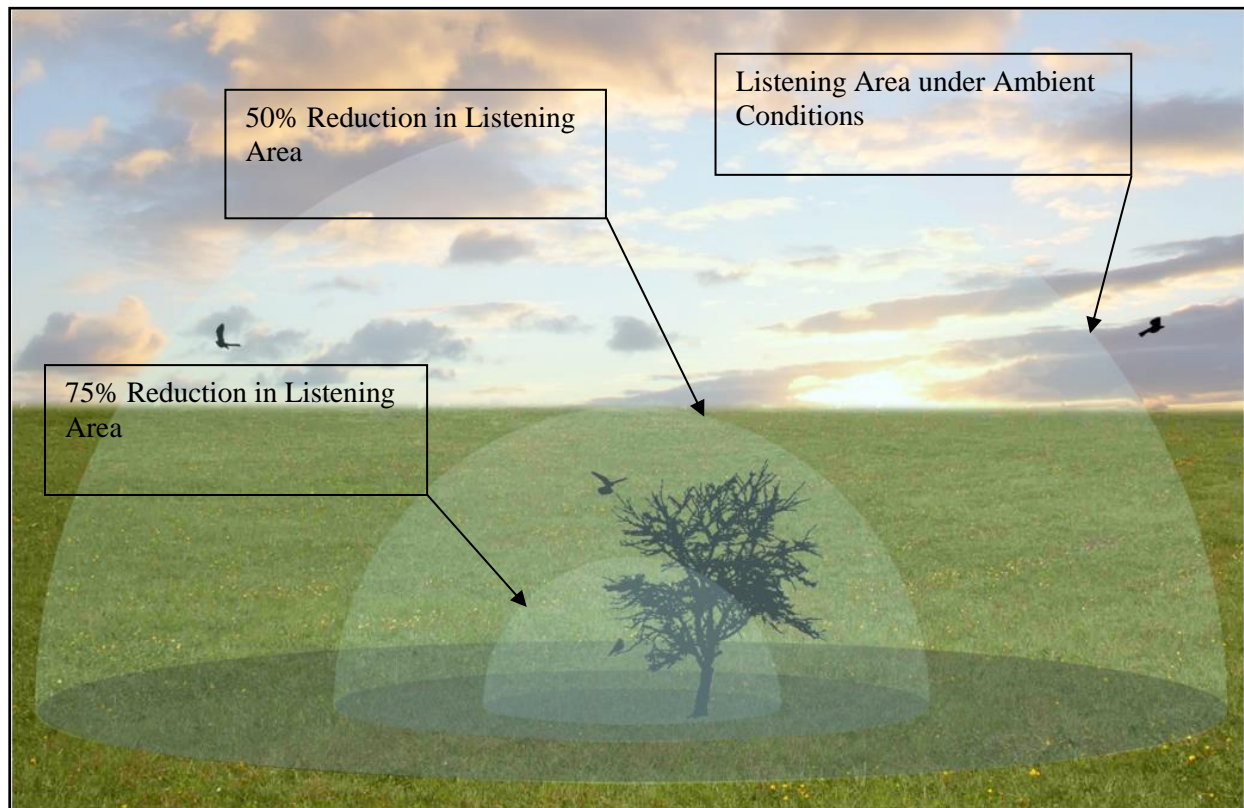 Listening Area under Ambient
Conditions
50% Reduction in Listening
Area
75% Reduction in Listening
Area